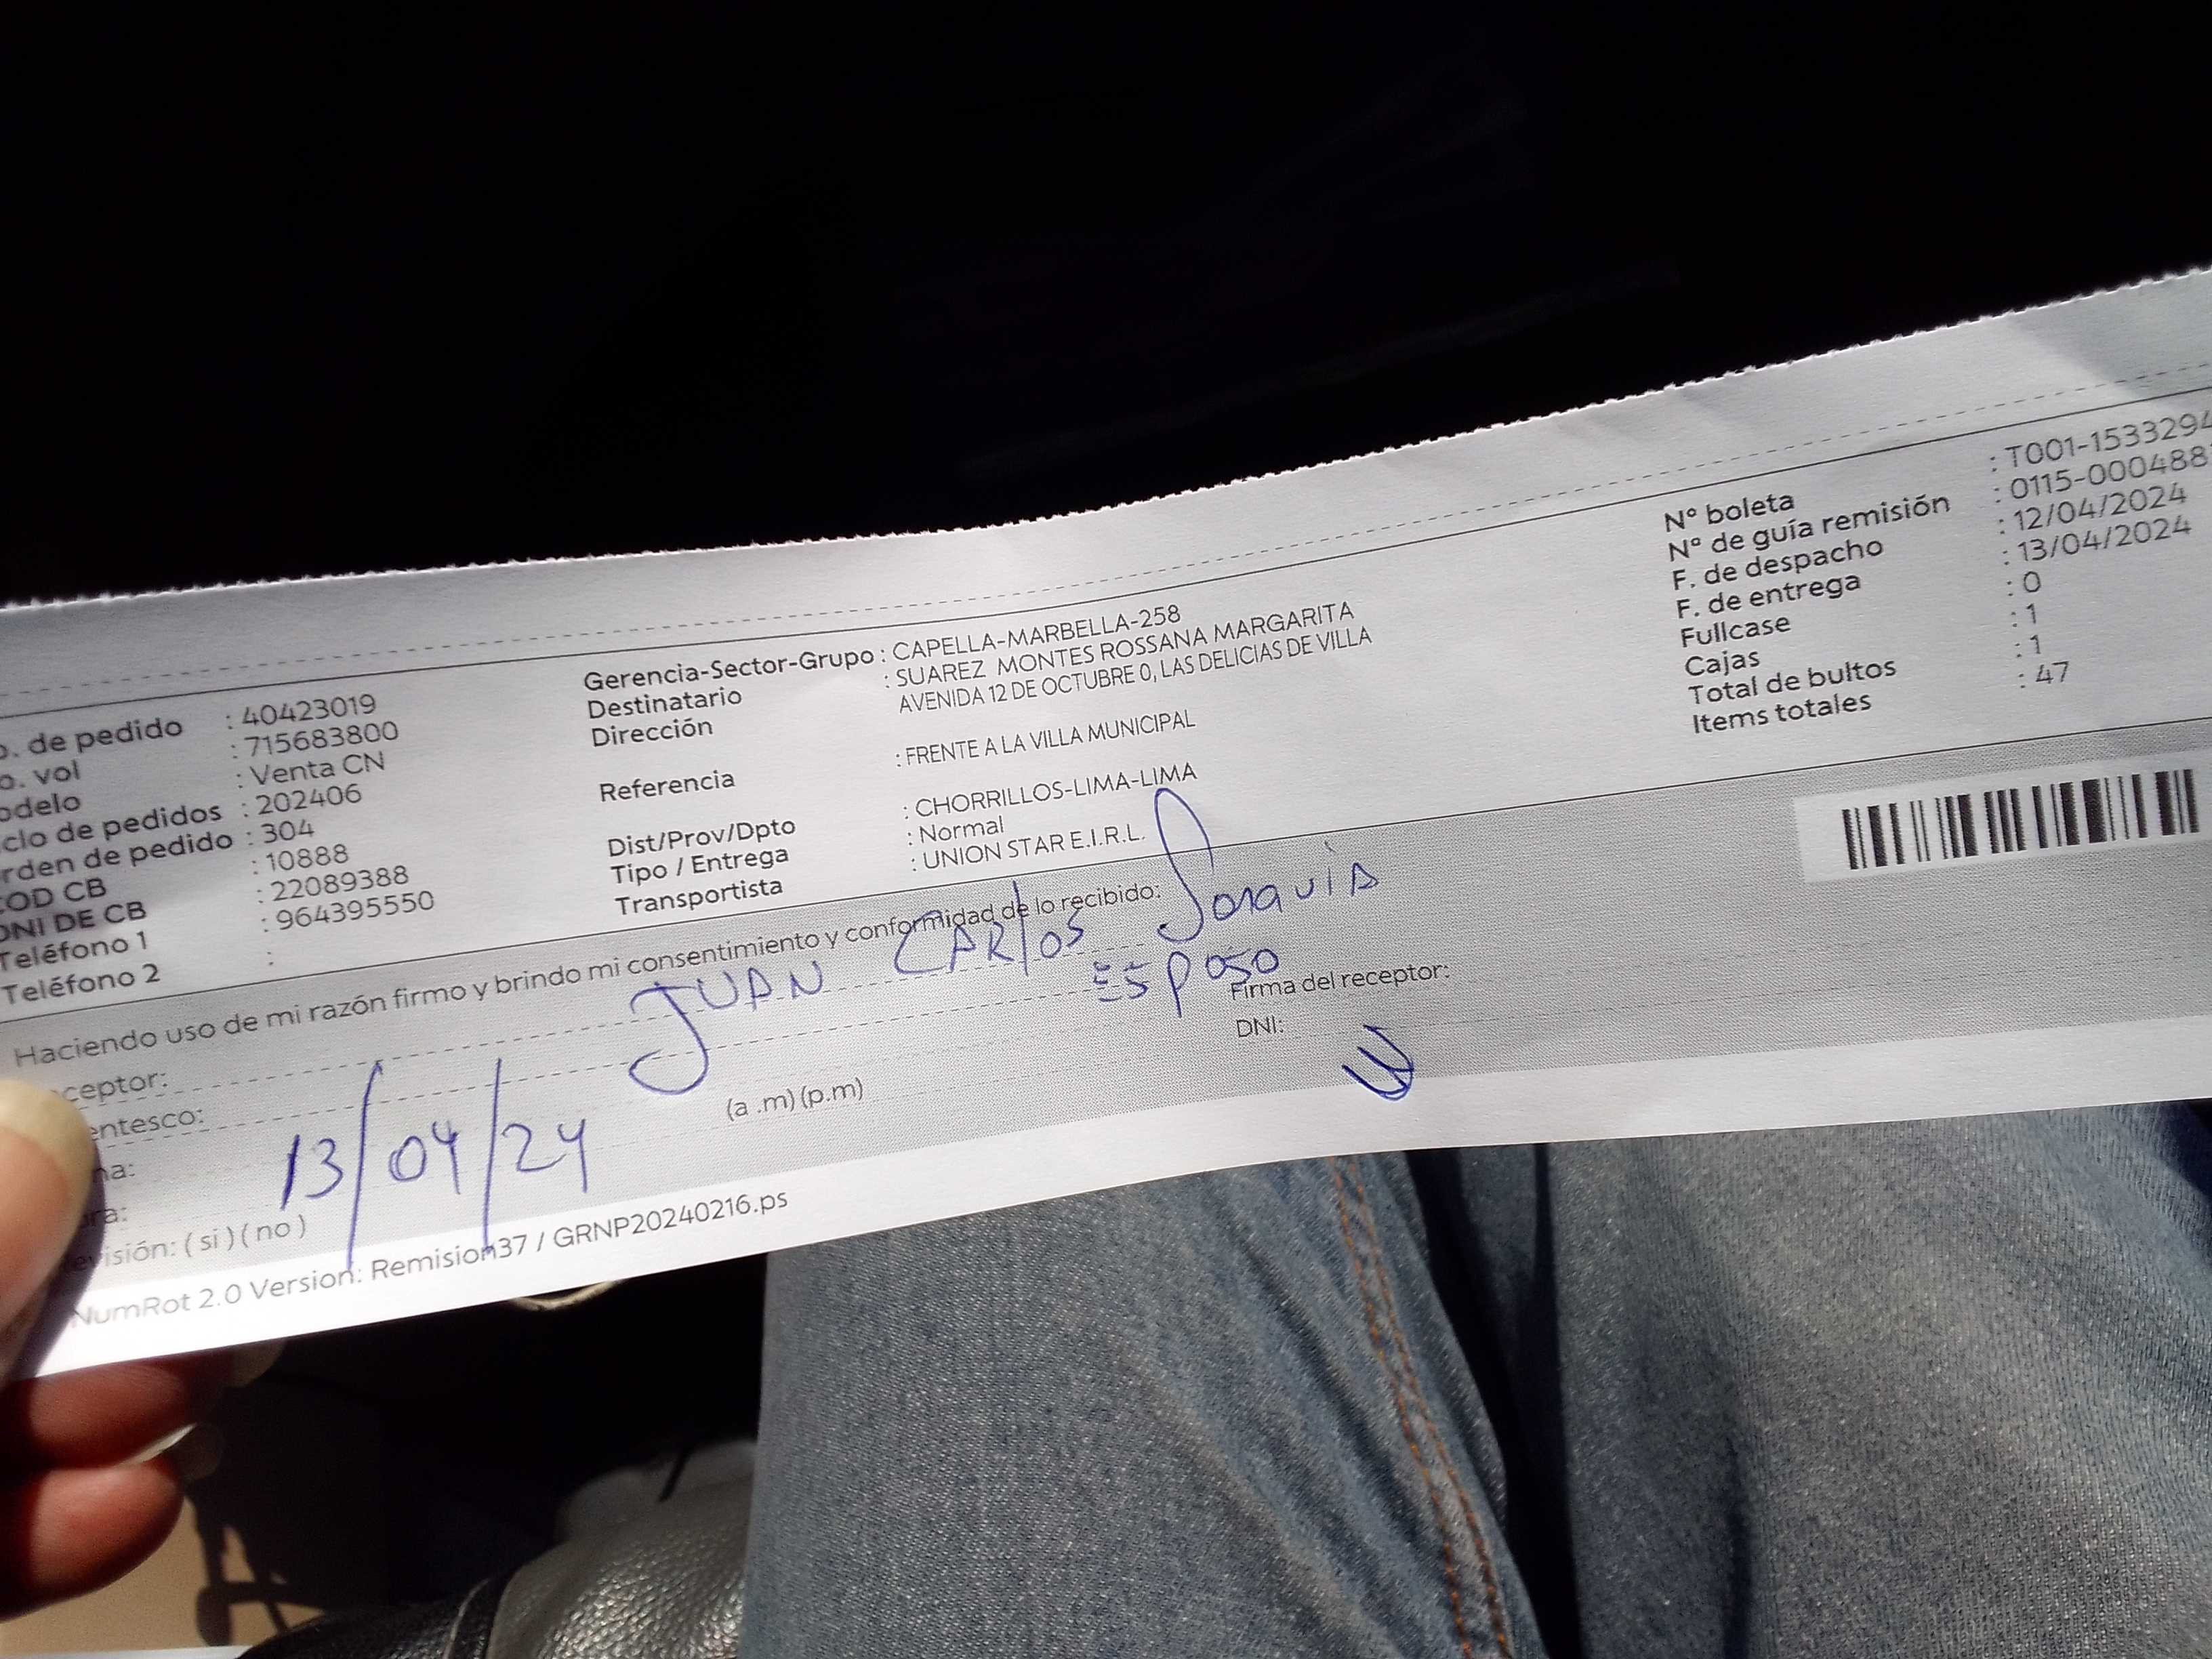 o. de pedido : 40423019
o. vol : 715683800
odelo : Venta CN
clo de pedidos : 202406
rden de pedido : 304
COD CB : 10888
DNI DE CB : 22089388
Teléfono 1 : 964395550
Teléfono 2 :
Gerencia-Sector-Grupo : CAPELLA-MARBELLA-258
Destinatario : SUAREZ MONTES ROSSANA MARGARITA
Dirección AVENIDA 12 DE OCTUBRE 0, LAS DELICIAS DE VILLA
Referencia : FRENTE A LA VILLA MUNICIPAL
Dist/Prov/Dpto : CHORRILLOS-LIMA-LIMA
Tipo / Entrega : Normal
Transportista : UNION STAR E.I.R.L.
N° boleta : T001-1533294
N° de guía remisión : 0115-000488
F. de despacho : 12/04/2024
F. de entrega : 13/04/2024
Fullcase : 0
Cajas : 1
Total de bultos : 1
Items totales : 47
Haciendo uso de mi razón firmo y brindo mi consentimiento y conformidad de lo recibido:
ceptor: JUAN CARlOS
entesco: ESPOSO
na: 13/04/24
ra: (a .m) (p.m)
Firma del receptor:
DNI:
visión: ( si ) ( no )
NumRot 2.0 Version: Remision37 / GRNP20240216.ps